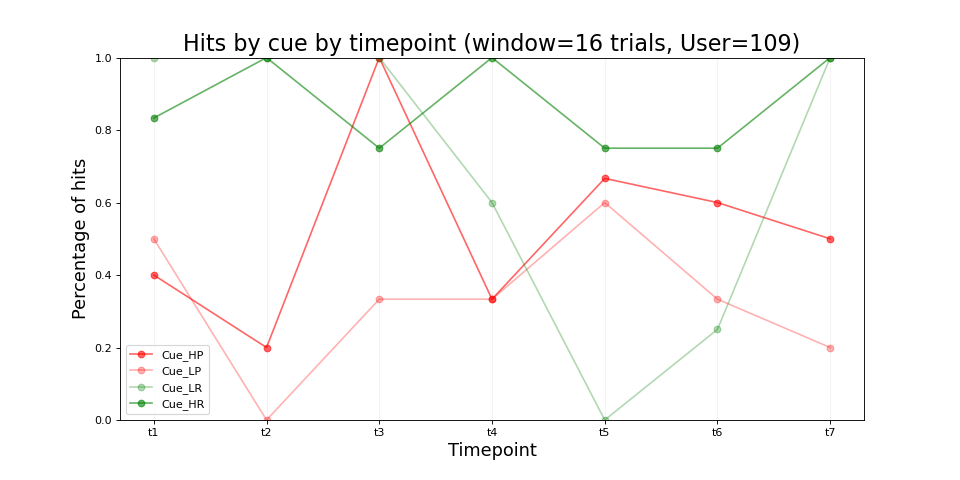 Hits by cue by timepoint (window=16 trials, User=109)
Percentage of hits
1.0
0.8
0.6
0.4
0.2
0.0
Cue_HP
Cue_LP
Cue_LR
Cue_HR
t1 t2 t3 t4 t5 t6 t7
Timepoint